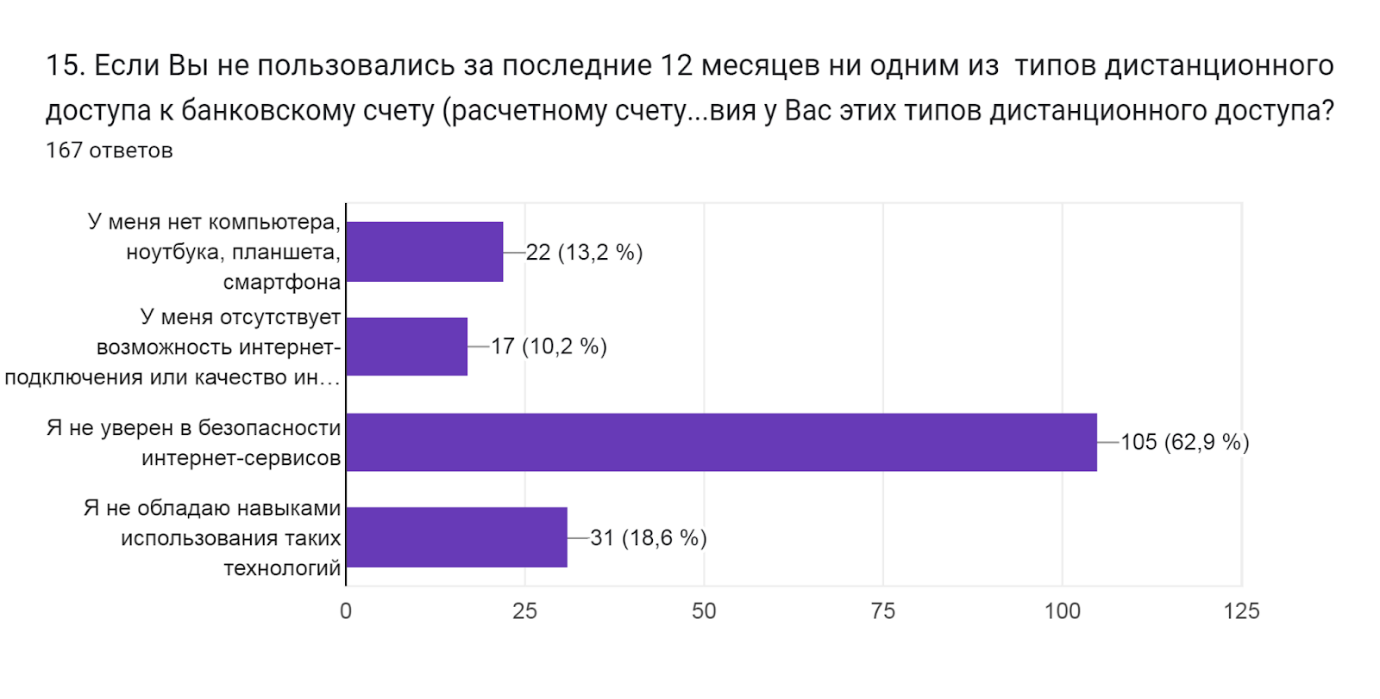 15. Если Вы не пользовались за последние 12 месяцев ни одним из  типов дистанционного
доступа к банковскому счету (расчетному счету...вия у Вас этих типов дистанционного доступа?
167 ответов
У меня нет компьютера,
ноутбука, планшета,
смартфона
22 (13,2 %)
У меня отсутствует
возможность интернет-
подключения или качество ин…
17 (10,2 %)
Я не уверен в безопасности
интернет-сервисов
105 (62,9 %)
Я не обладаю навыками
использования таких
технологий
31 (18,6 %)
0 25 50 75 100 125